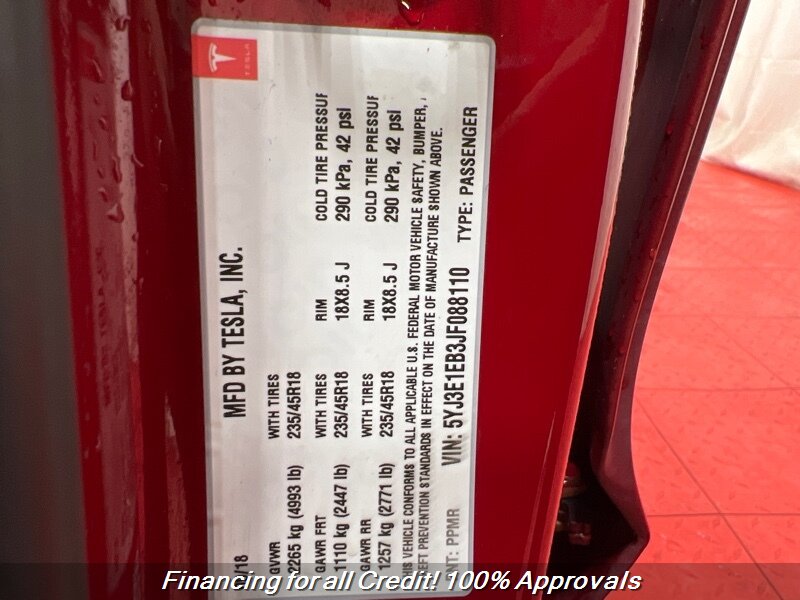 TESLA
MFD BY TESLA, INC.
/18
GVWR WITH TIRES
2265 kg (4993 lb) 235/45R18
GAWR FRT WITH TIRES RIM COLD TIRE PRESSUR
1110 kg (2447 lb) 235/45R18 18X8.5 J 290 kPa, 42 psi
GAWR RR WITH TIRES RIM COLD TIRE PRESSUR
1257 kg (2771 lb) 235/45R18 18X8.5 J 290 kPa, 42 psi
HIS VEHICLE CONFORMS TO ALL APPLICABLE U.S. FEDERAL MOTOR VEHICLE SAFETY, BUMPER,
EFT PREVENTION STANDARDS IN EFFECT ON THE DATE OF MANUFACTURE SHOWN ABOVE.
NT: PPMR VIN: 5YJ3E1EB3JF088110 TYPE: PASSENGER
Financing for all Credit! 100% Approvals